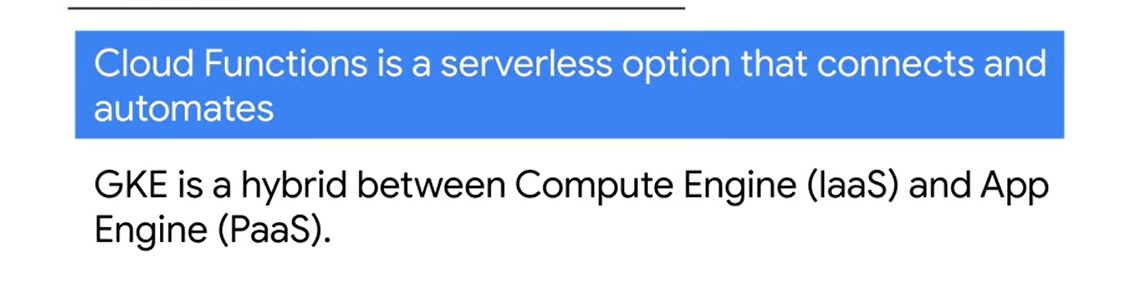 Cloud Functions is a serverless option that connects and
automates
GKE is a hybrid between Compute Engine (IaaS) and App
Engine (PaaS).